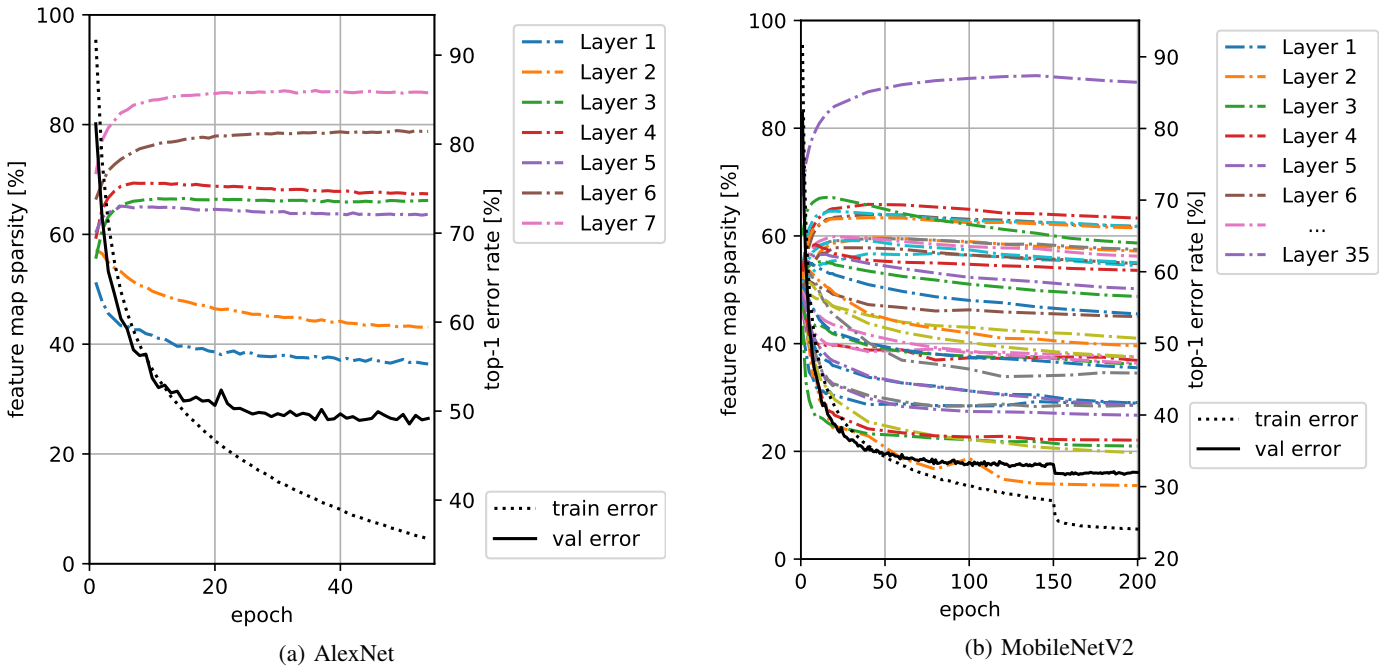 100
80
60
40
20
0
feature map sparsity [%]
0
20
40
epoch
90
80
70
60
50
40
top-1 error rate [%]
Layer 1
Layer 2
Layer 3
Layer 4
Layer 5
Layer 6
Layer 7
train error
val error
(a) AlexNet
100
80
60
40
20
0
feature map sparsity [%]
0
50
100
150
200
epoch
90
80
70
60
50
40
30
20
top-1 error rate [%]
Layer 1
Layer 2
Layer 3
Layer 4
Layer 5
Layer 6
...
Layer 35
train error
val error
(b) MobileNetV2